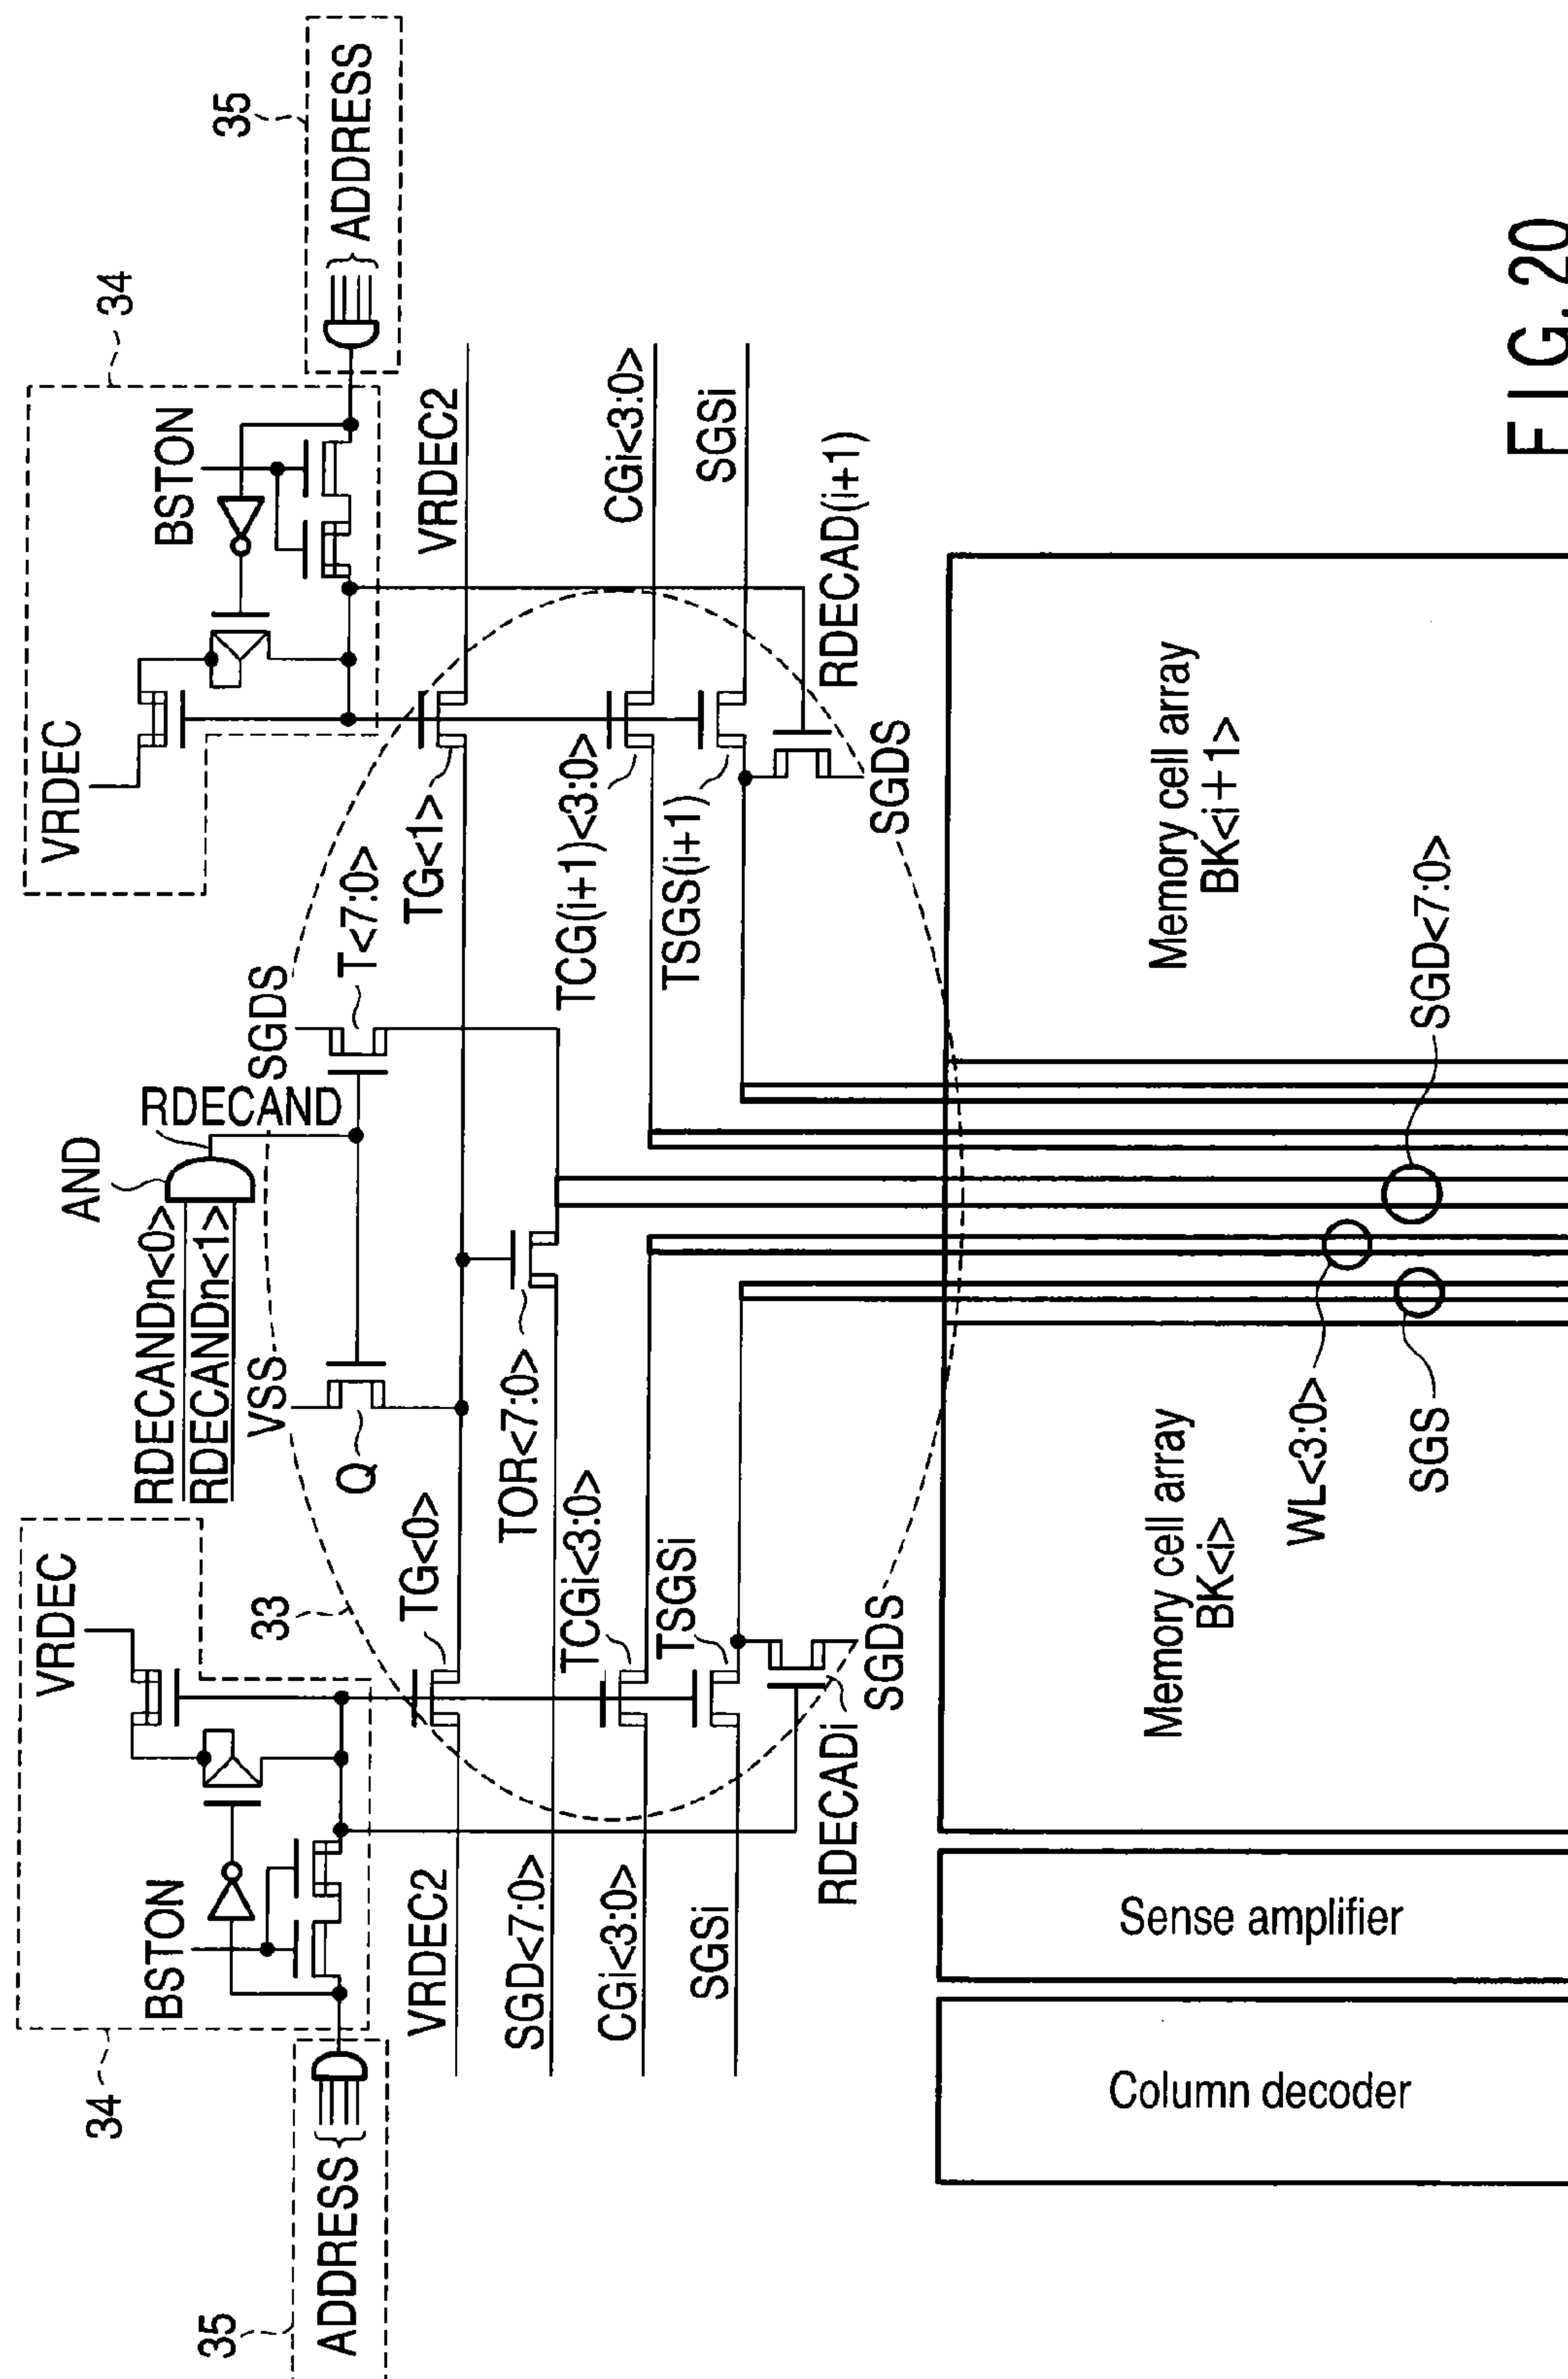 35
ADDRESS
34
BSTON
VRDEC
33
RDECANDn<0>
RDECANDn<1>
AND
RDECAND
VSS
Q
SGDS
T<7:0>
VRDEC
BSTON
34
35
ADDRESS
VRDEC2
TG<0>
TG<1>
VRDEC2
SGD<7:0>
TOR<7:0>
CGi<3:0>
TCGi<3:0>
TCG(i+1)<3:0>
CGi<3:0>
SGSi
TSGSi
TSGS(i+1)
SGSi
RDECADi
SGDS
SGDS
RDECAD(i+1)
Column decoder
Sense amplifier
Memory cell array
BK<i>
Memory cell array
BK<i+1>
WL<3:0>
SGS
SGD<7:0>
FIG. 20